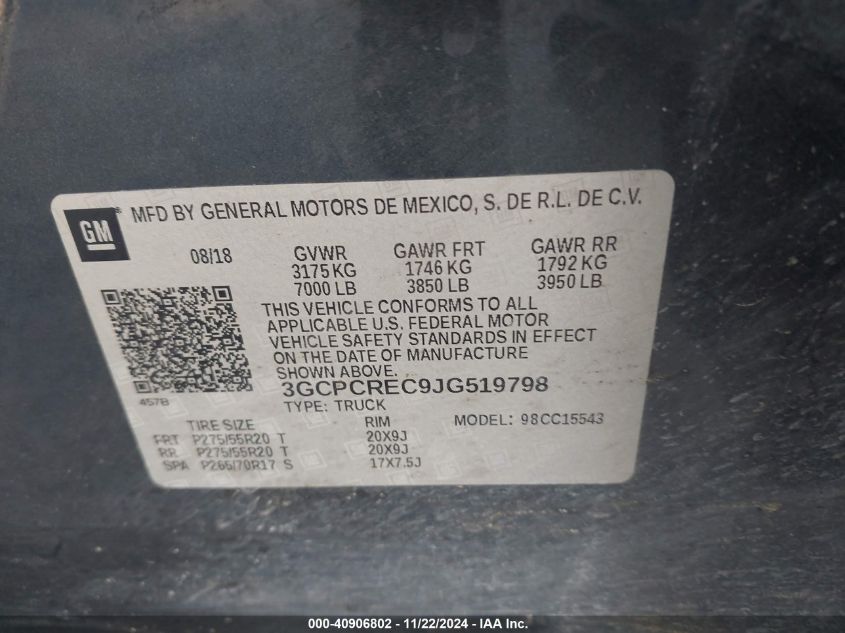 GM
MFD BY GENERAL MOTORS DE MEXICO, S. DE R.L. DE C.V.
08/18 GVWR GAWR FRT GAWR RR
3175 KG 1746 KG 1792 KG
7000 LB 3850 LB 3950 LB
THIS VEHICLE CONFORMS TO ALL
APPLICABLE U.S. FEDERAL MOTOR
VEHICLE SAFETY STANDARDS IN EFFECT
ON THE DATE OF MANUFACTURE
SHOWN ABOVE.
3GCPCREC9JG519798
4578
TYPE: TRUCK
TIRE SIZE RIM MODEL: 98CC15543
FRT P275/55R20 T 20X9J
RR P275/55R20 T 20X9J
SPA P265/70R17 S 17X7.5J
000-40906802 - 11/22/2024 - IAA Inc.